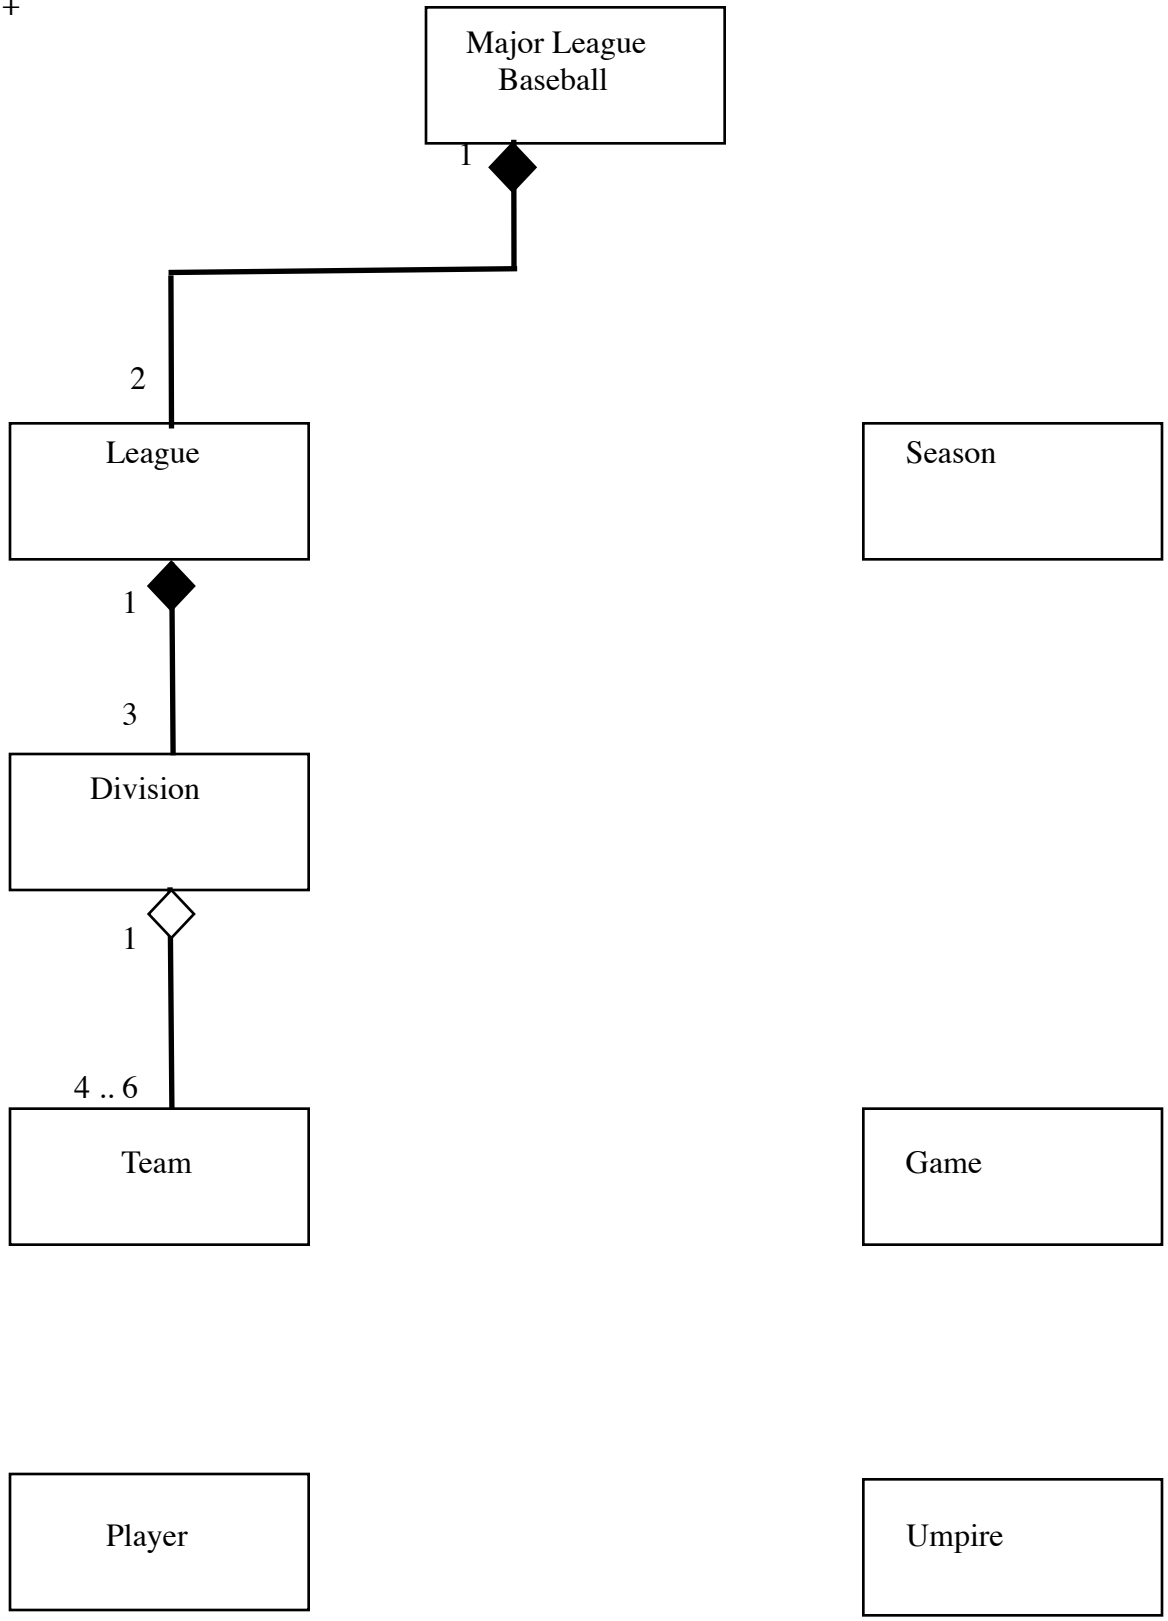 +
Major League
Baseball
1
2
League
Season
1
3
Division
1
4 .. 6
Team
Game
Player
Umpire